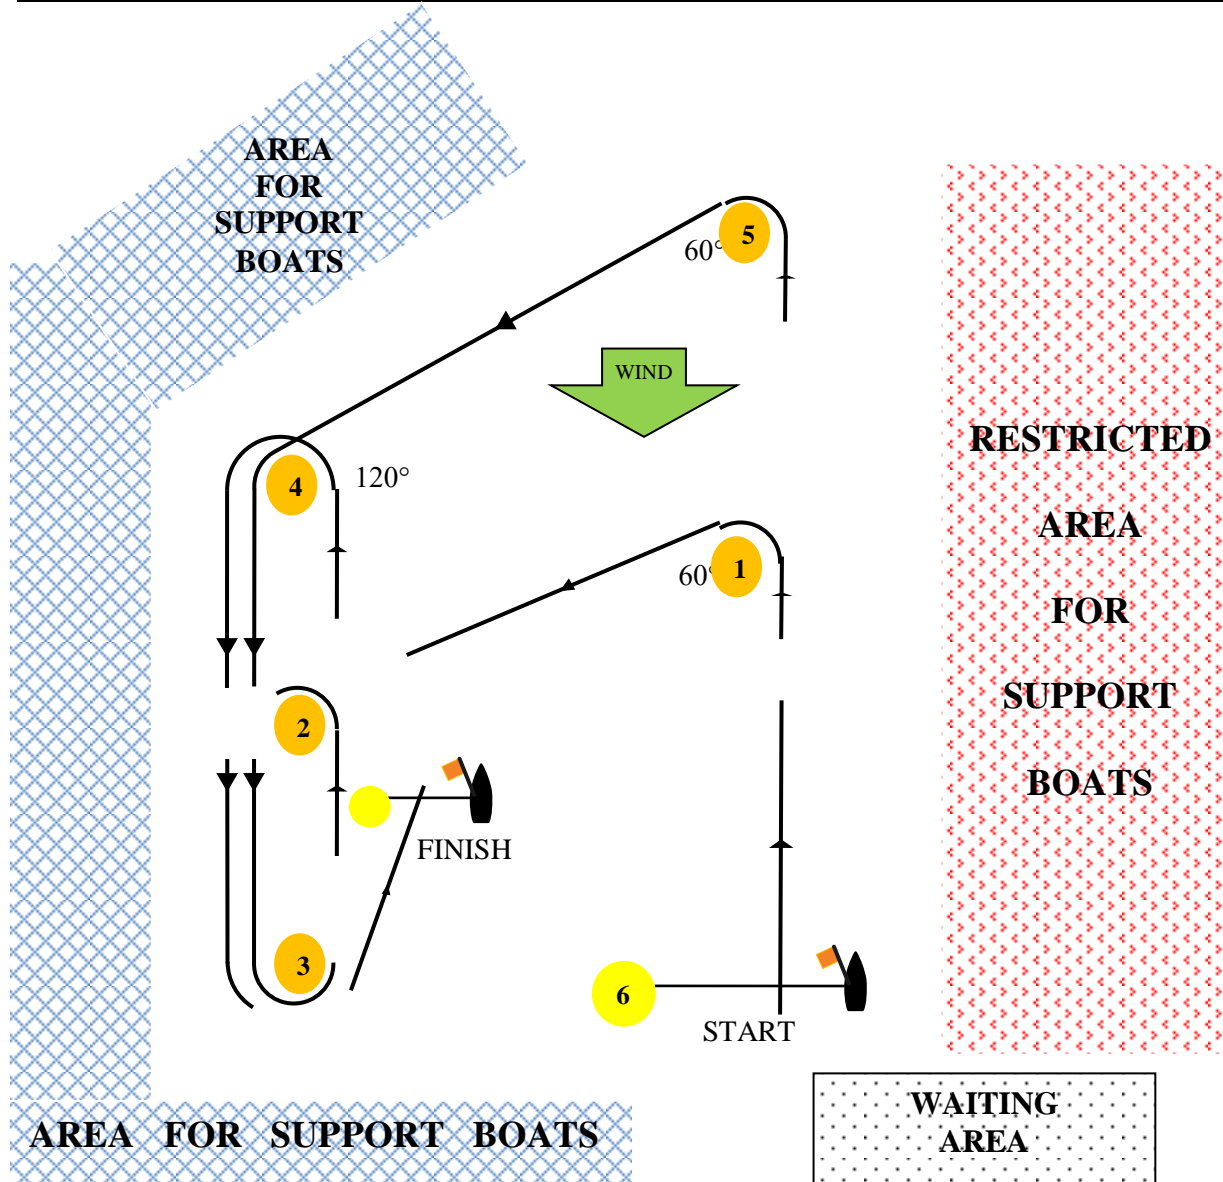 AREA
FOR
SUPPORT
BOATS
5
60°
WIND
RESTRICTED
AREA
FOR
SUPPORT
BOATS
4
120°
1
60°
2
FINISH
3
6
START
WAITING
AREA
AREA FOR SUPPORT BOATS